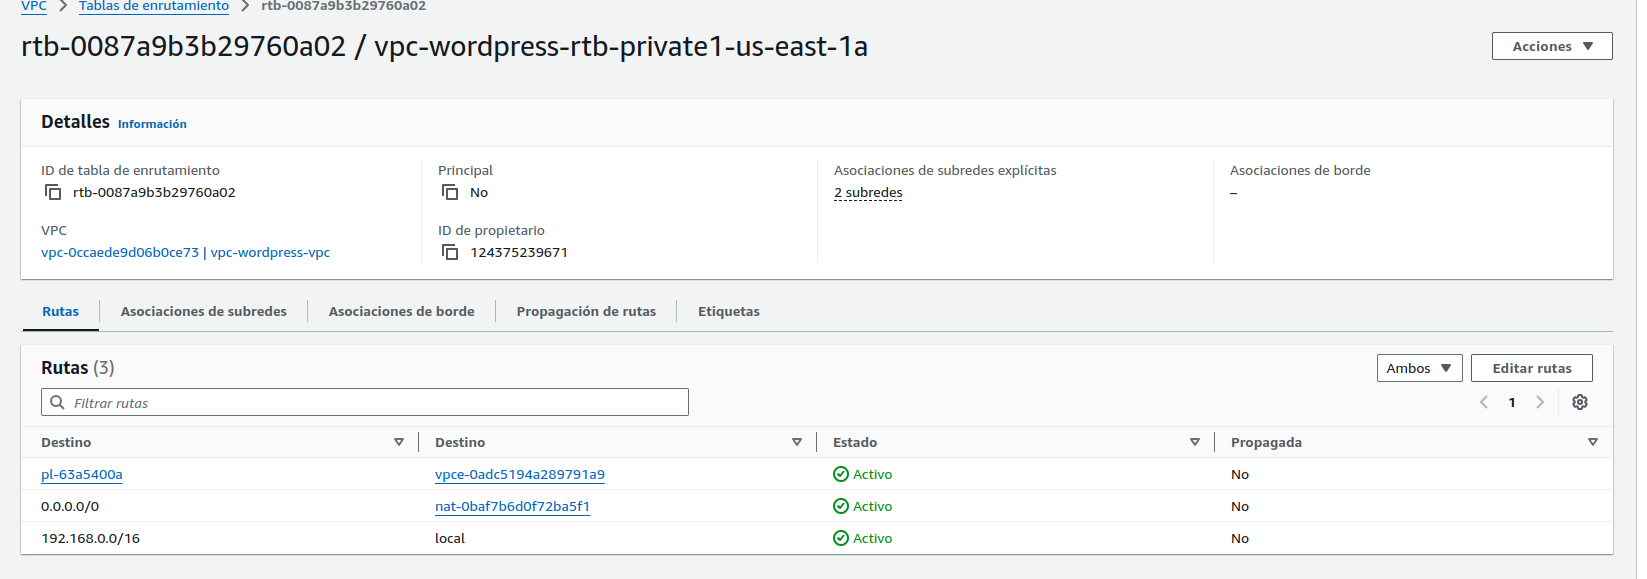 VPC > Tablas de enrutamiento > rtb-0087a9b3b29760a02
rtb-0087a9b3b29760a02 / vpc-wordpress-rtb-private1-us-east-1a
Acciones
Detalles Información
ID de tabla de enrutamiento
rtb-0087a9b3b29760a02
Principal
No
Asociaciones de subredes explícitas
2 subredes
Asociaciones de borde
–
VPC
vpc-0ccaede9d06b0ce73 | vpc-wordpress-vpc
ID de propietario
124375239671
Rutas Asociaciones de subredes Asociaciones de borde Propagación de rutas Etiquetas
Rutas (3)
Ambos Editar rutas
Filtrar rutas
1
Destino Destino Estado Propagada
pl-63a5400a vpce-0adc5194a289791a9 Activo No
0.0.0.0/0 nat-0baf7b6d0f72ba5f1 Activo No
192.168.0.0/16 local Activo No